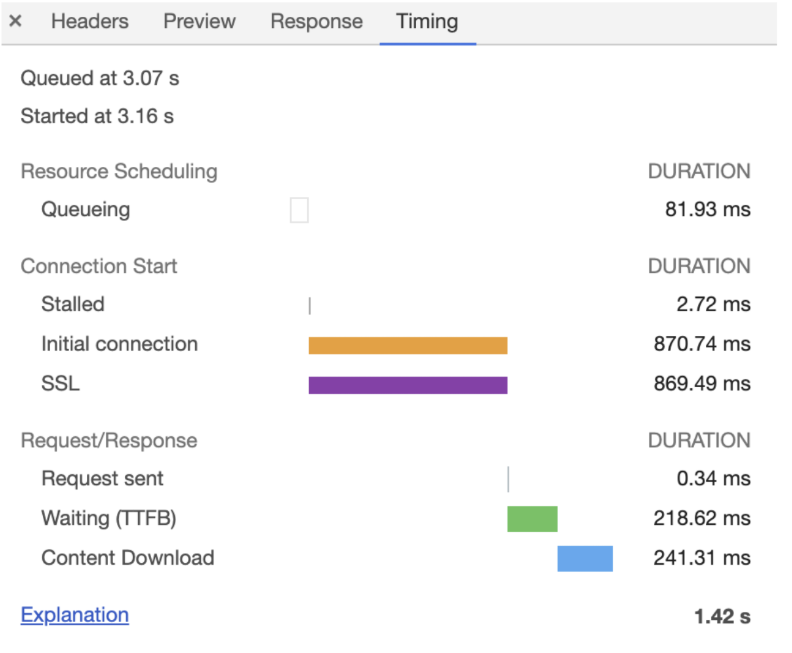 × Headers Preview Response Timing
Queued at 3.07 s
Started at 3.16 s
Resource Scheduling DURATION
Queueing 81.93 ms
Connection Start DURATION
Stalled 2.72 ms
Initial connection 870.74 ms
SSL 869.49 ms
Request/Response DURATION
Request sent 0.34 ms
Waiting (TTFB) 218.62 ms
Content Download 241.31 ms
Explanation 1.42 s